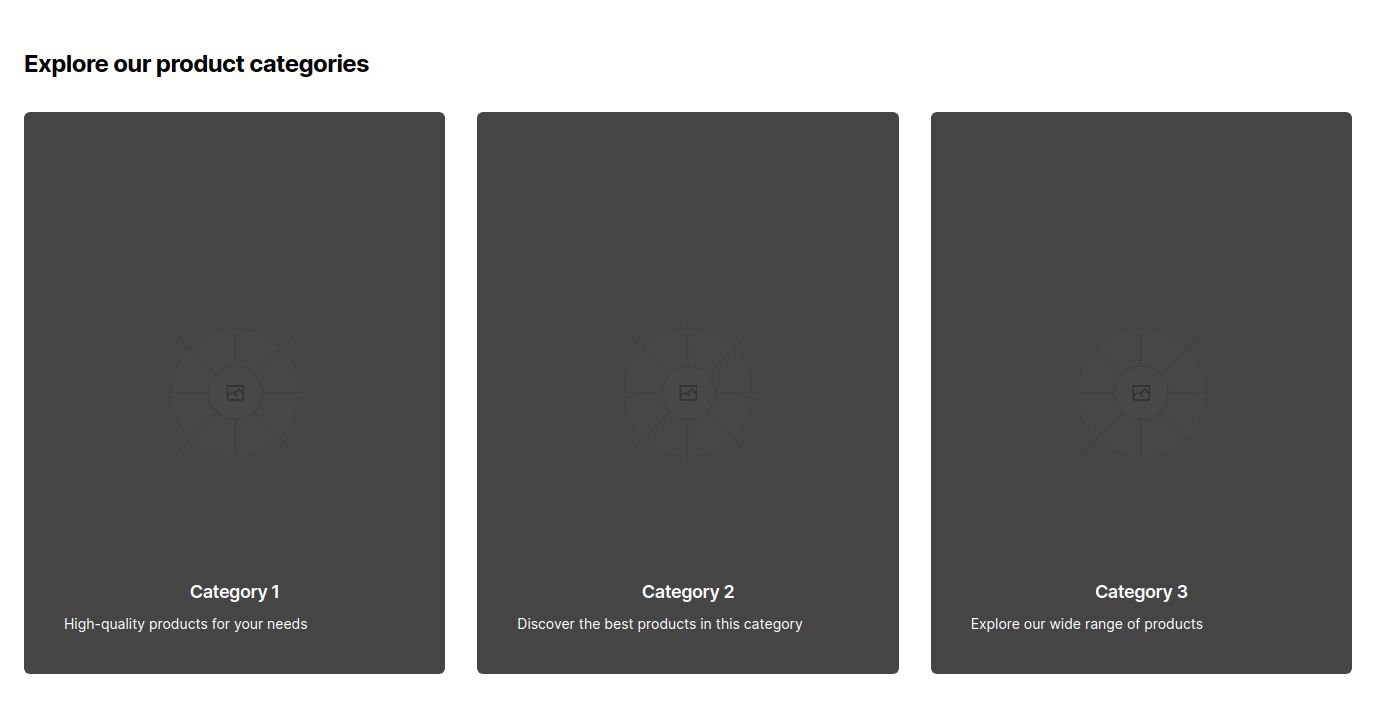 Explore our product categories
Category 1
High-quality products for your needs
Category 2
Discover the best products in this category
Category 3
Explore our wide range of products